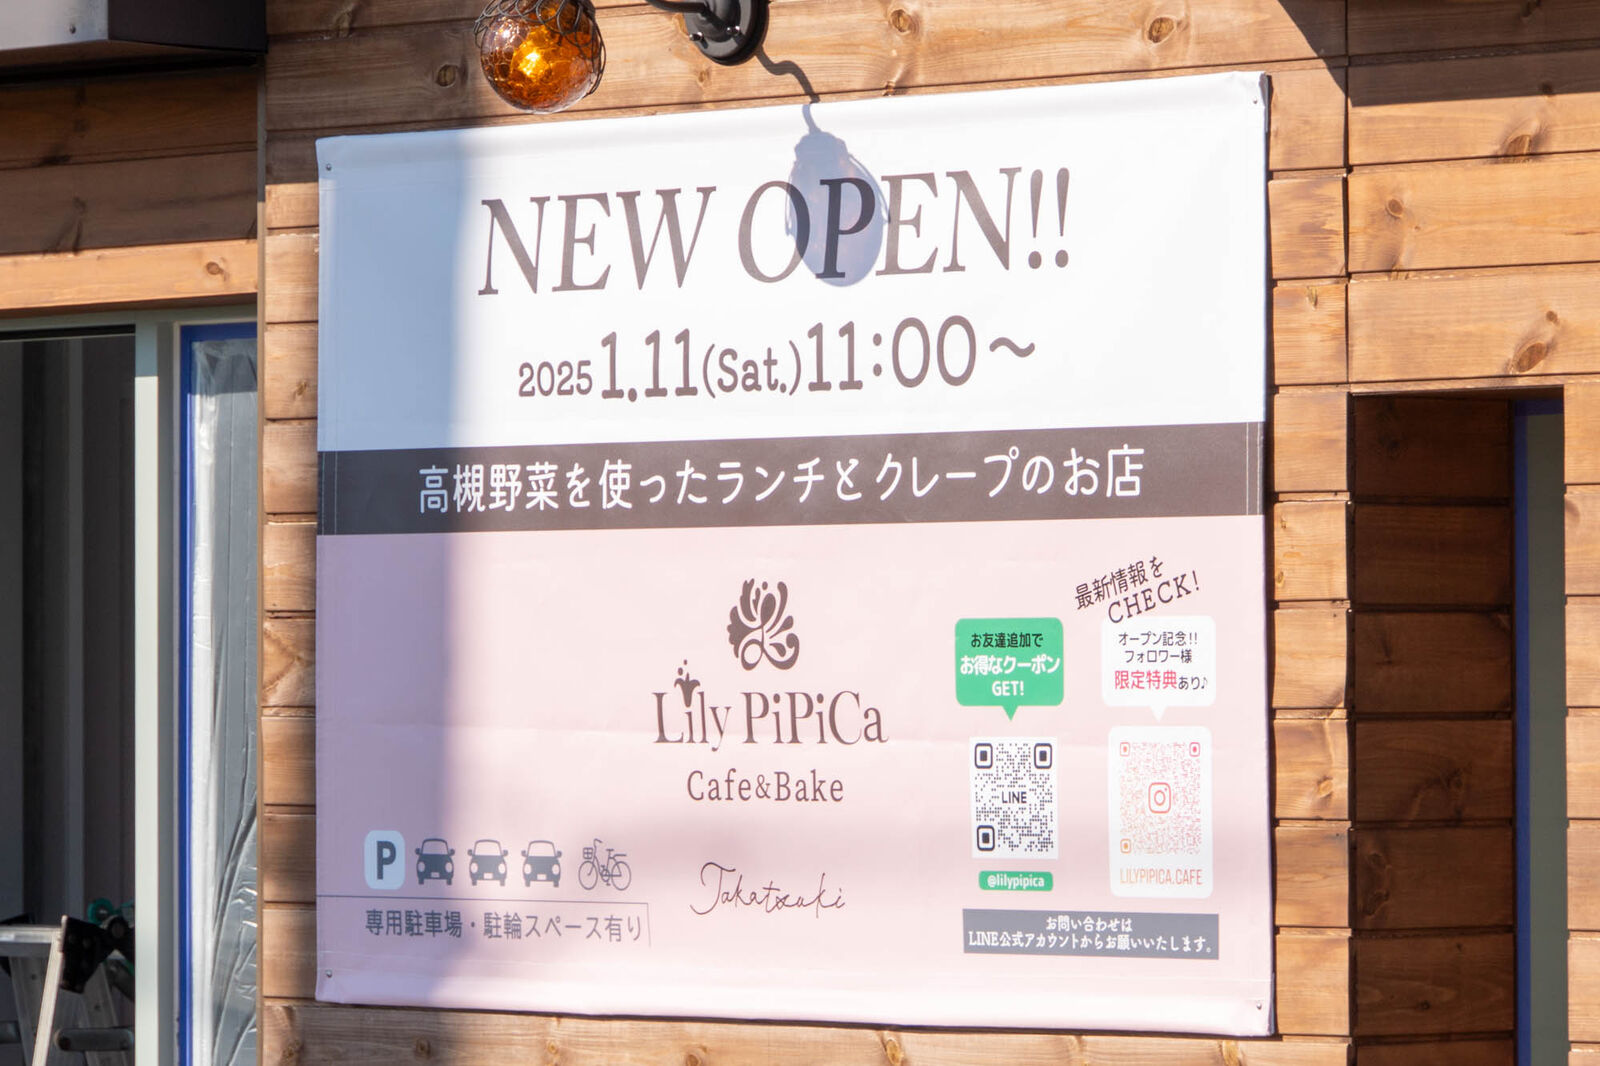 NEW OPEN!!
2025 1.11(Sat.)11:00〜
高槻野菜を使ったランチとクレープのお店
最新情報を
CHECK!
お友達追加で
お得なクーポン
GET!
オープン記念!!
フォロワー様
限定特典あり♪
Lily PiPiCa
Cafe&Bake
Takatsuki
LINE
@lilypipica
LILYPIPICA.CAFE
P
専用駐車場・駐輪スペース有り
お問い合わせは
LINE公式アカウントからお願いいたします。